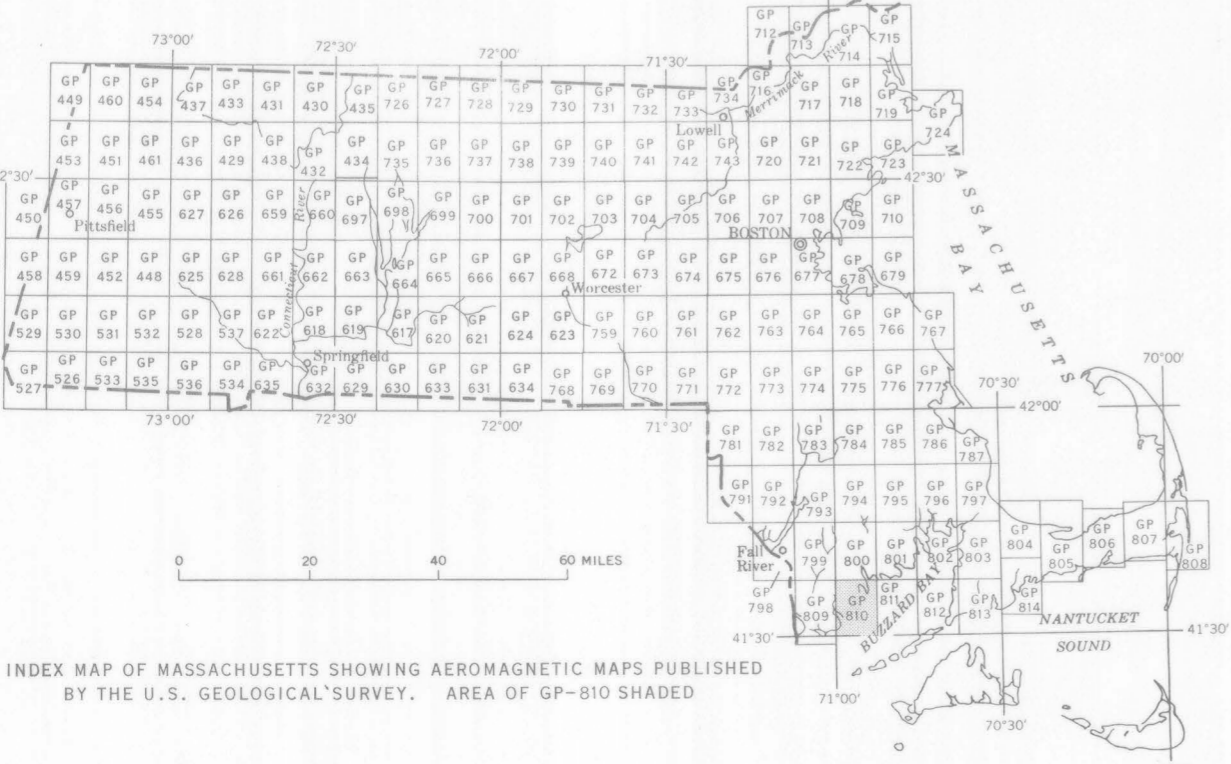 GP 712
GP 713
GP 714
GP 715
73°00'
72°30'
72°00'
71°30'
GP 449
GP 460
GP 454
GP 437
GP 433
GP 431
GP 430
GP 435
GP 726
GP 727
GP 728
GP 729
GP 730
GP 731
GP 732
GP 733
GP 734
GP 716
GP 717
GP 718
GP 719
Merrimack River
Lowell
GP 724
GP 453
GP 451
GP 461
GP 436
GP 429
GP 438
GP 432
GP 434
GP 735
GP 736
GP 737
GP 738
GP 739
GP 740
GP 741
GP 742
GP 743
GP 720
GP 721
GP 722
GP 723
2°30'
42°30'
GP 450
GP 457
GP 456
GP 455
GP 627
GP 626
GP 659
GP 660
GP 697
GP 698
GP 699
GP 700
GP 701
GP 702
GP 703
GP 704
GP 705
GP 706
GP 707
GP 708
GP 709
GP 710
Pittsfield
BOSTON
MASSACHUSETTS
BAY
GP 458
GP 459
GP 452
GP 448
GP 625
GP 628
GP 661
GP 662
GP 663
GP 664
GP 665
GP 666
GP 667
GP 668
GP 672
GP 673
GP 674
GP 675
GP 676
GP 677
GP 678
GP 679
Connecticut River
Worcester
GP 529
GP 530
GP 531
GP 532
GP 528
GP 537
GP 622
GP 618
GP 619
GP 617
GP 620
GP 621
GP 624
GP 623
GP 759
GP 760
GP 761
GP 762
GP 763
GP 764
GP 765
GP 766
GP 767
Springfield
GP 527
GP 526
GP 533
GP 535
GP 536
GP 534
GP 635
GP 632
GP 629
GP 630
GP 633
GP 631
GP 634
GP 768
GP 769
GP 770
GP 771
GP 772
GP 773
GP 774
GP 775
GP 776
GP 777
70°30'
70°00'
42°00'
73°00'
72°30'
72°00'
71°30'
GP 781
GP 782
GP 783
GP 784
GP 785
GP 786
GP 787
GP 791
GP 792
GP 793
GP 794
GP 795
GP 796
GP 797
Fall River
GP 799
GP 800
GP 801
GP 802
GP 803
GP 804
GP 805
GP 806
GP 807
GP 808
GP 798
GP 809
GP 810
GP 811
GP 812
GP 813
GP 814
BUZZARD BAY
NANTUCKET
SOUND
41°30'
41°30'
71°00'
70°30'
0 20 40 60 MILES
INDEX MAP OF MASSACHUSETTS SHOWING AEROMAGNETIC MAPS PUBLISHED
BY THE U.S. GEOLOGICAL SURVEY. AREA OF GP-810 SHADED